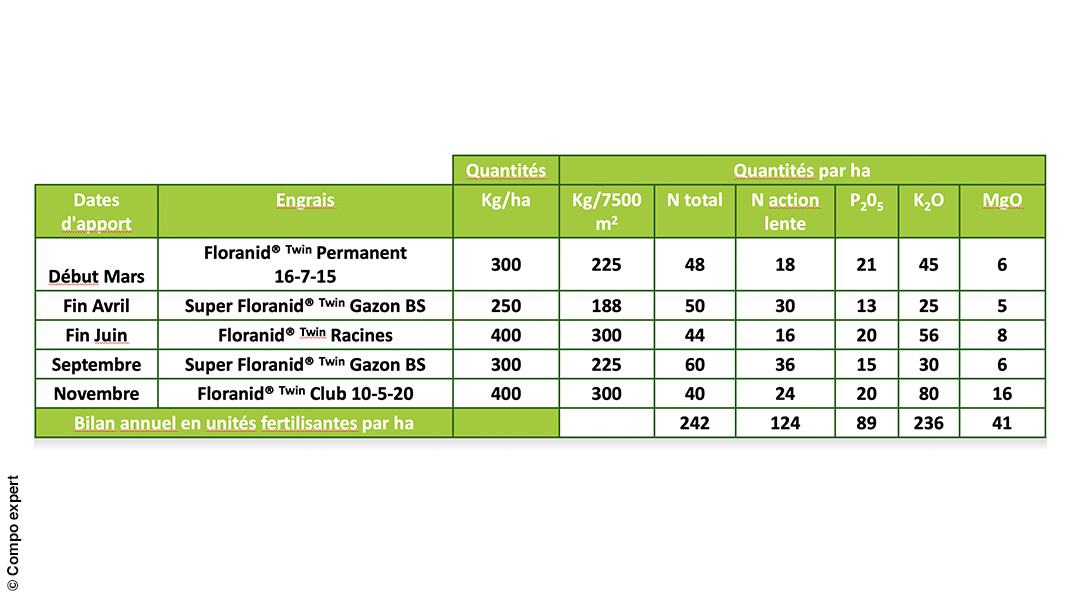 Quantités Quantités par ha
Dates d'apport Engrais Kg/ha Kg/7500 m² N total N action lente P₂0₅ K₂O MgO
Début Mars Floranid® Twin Permanent 16-7-15 300 225 48 18 21 45 6
Fin Avril Super Floranid® Twin Gazon BS 250 188 50 30 13 25 5
Fin Juin Floranid® Twin Racines 400 300 44 16 20 56 8
Septembre Super Floranid® Twin Gazon BS 300 225 60 36 15 30 6
Novembre Floranid® Twin Club 10-5-20 400 300 40 24 20 80 16
Bilan annuel en unités fertilisantes par ha 242 124 89 236 41
© Compo expert